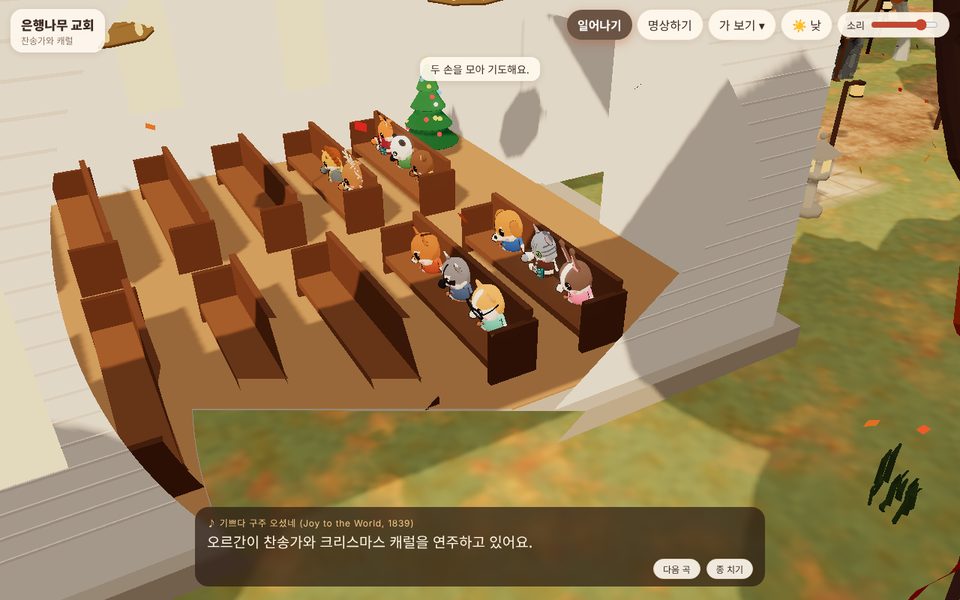 은행나무 교회
찬송가와 캐럴
일어나기
명상하기
가 보기 ▾
☀️ 낮
소리
두 손을 모아 기도해요.
♪ 기쁘다 구주 오셨네 (Joy to the World, 1839)
오르간이 찬송가와 크리스마스 캐럴을 연주하고 있어요.
다음 곡
종 치기